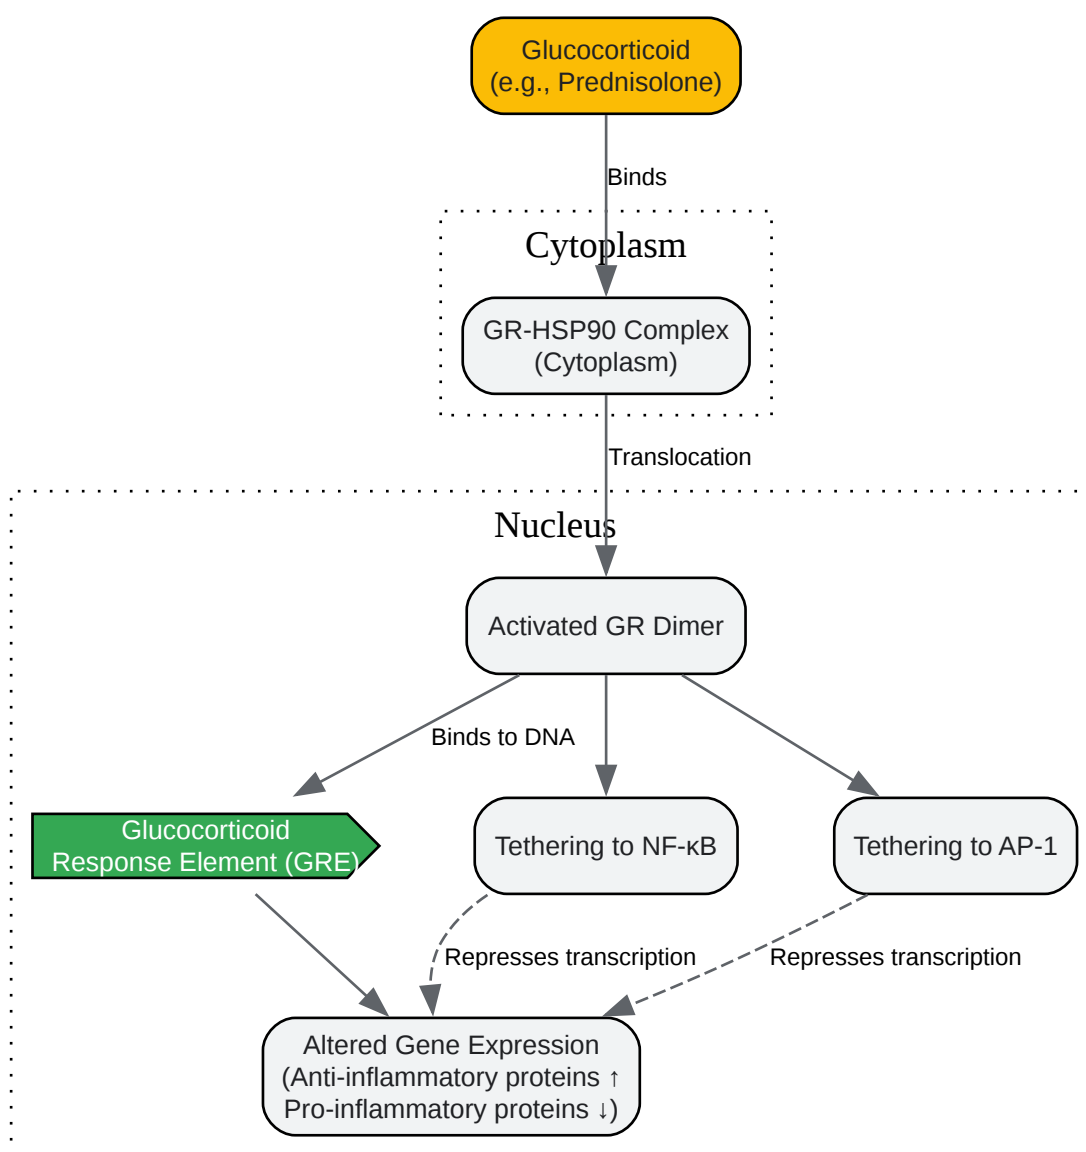 Glucocorticoid
(e.g., Prednisolone)
Binds
Cytoplasm
GR-HSP90 Complex
(Cytoplasm)
Translocation
Nucleus
Activated GR Dimer
Binds to DNA
Glucocorticoid
Response Element (GRE)
Tethering to NF-κB
Tethering to AP-1
Represses transcription
Represses transcription
Altered Gene Expression
(Anti-inflammatory proteins ↑
Pro-inflammatory proteins ↓)